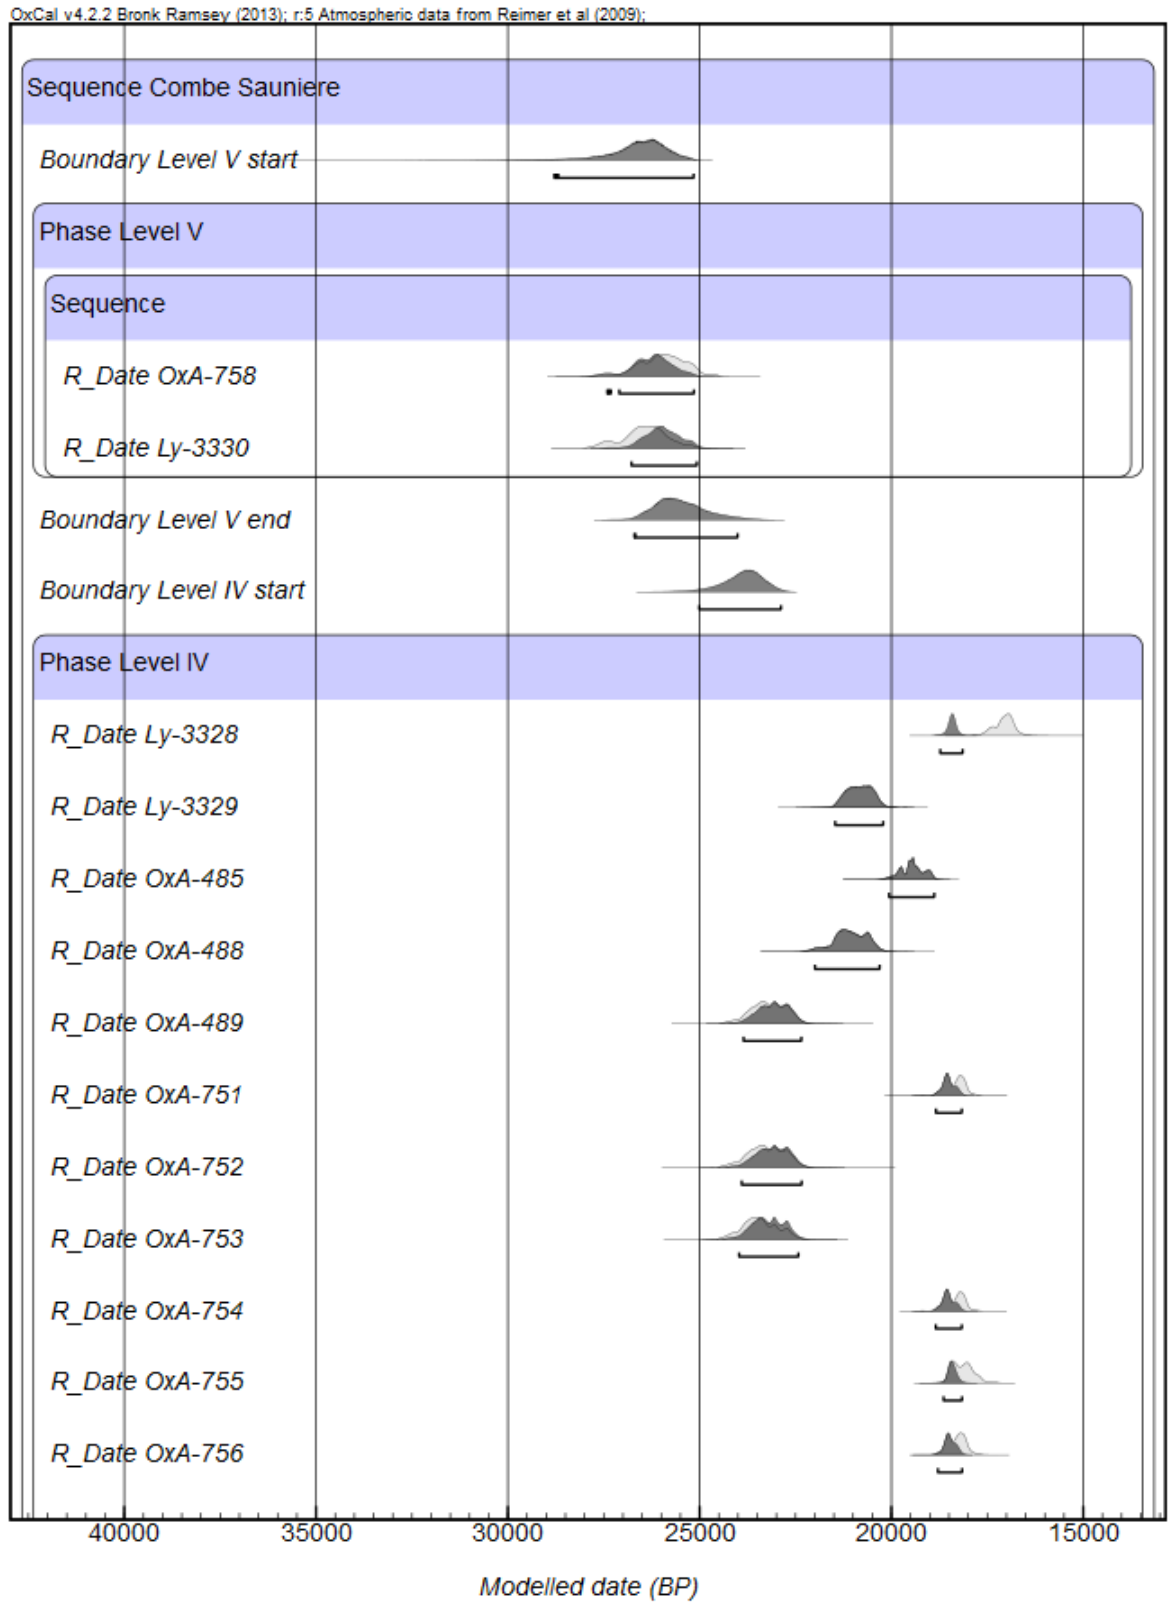 OxCal v4.2.2 Bronk Ramsey (2013); r:5 Atmospheric data from Reimer et al (2009);
Sequence Combe Sauniere
Boundary Level V start
Phase Level V
Sequence
R_Date OxA-758
R_Date Ly-3330
Boundary Level V end
Boundary Level IV start
Phase Level IV
R_Date Ly-3328
R_Date Ly-3329
R_Date OxA-485
R_Date OxA-488
R_Date OxA-489
R_Date OxA-751
R_Date OxA-752
R_Date OxA-753
R_Date OxA-754
R_Date OxA-755
R_Date OxA-756
40000 35000 30000 25000 20000 15000
Modelled date (BP)